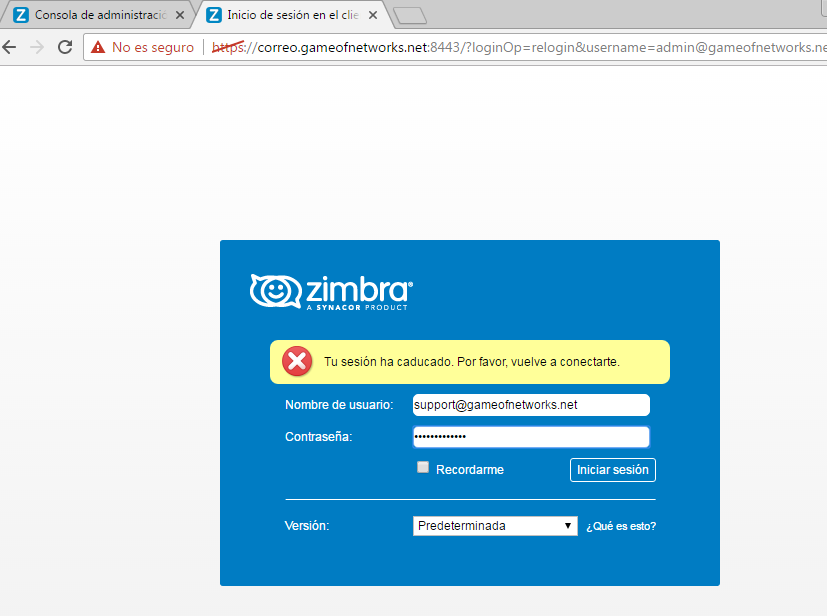 Consola de administració
Inicio de sesión en el clie
No es seguro
https://correo.gameofnetworks.net:8443/?loginOp=relogin&username=admin@gameofnetworks.ne
zimbra®
A SYNACOR PRODUCT
Tu sesión ha caducado. Por favor, vuelve a conectarte.
Nombre de usuario: support@gameofnetworks.net
Contraseña: •••••••••••••
Recordarme Iniciar sesión
Versión: Predeterminada ¿Qué es esto?